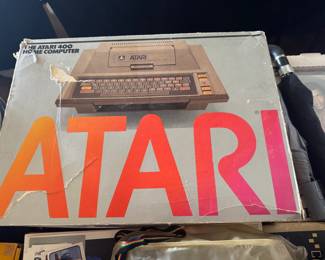 THE ATARI 400
HOME COMPUTER
ATARI
ATARI